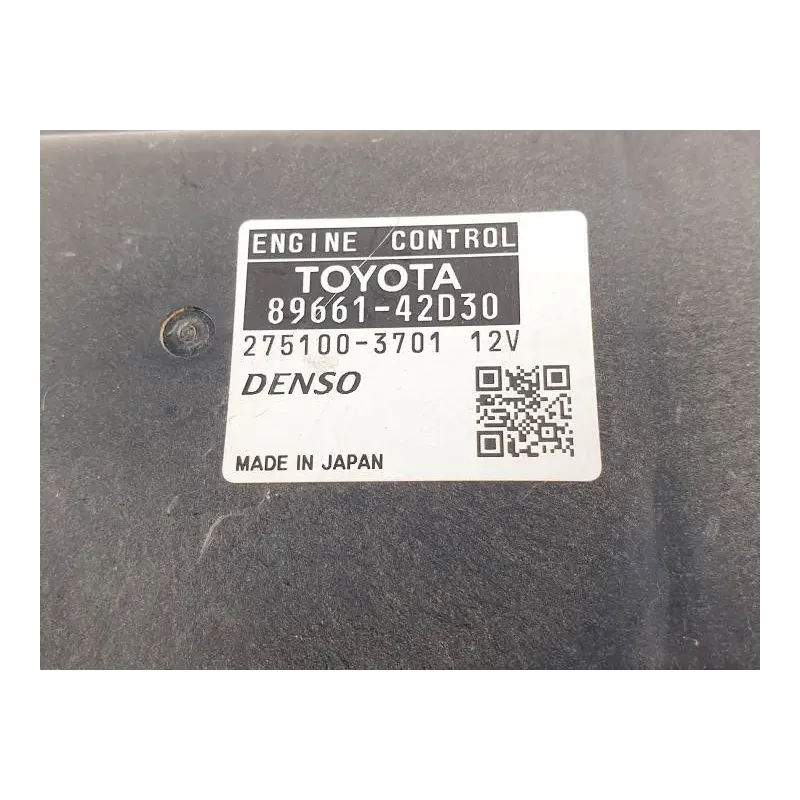 ENGINE CONTROL
TOYOTA
89661-42D30
275100-3701 12V
DENSO
MADE IN JAPAN